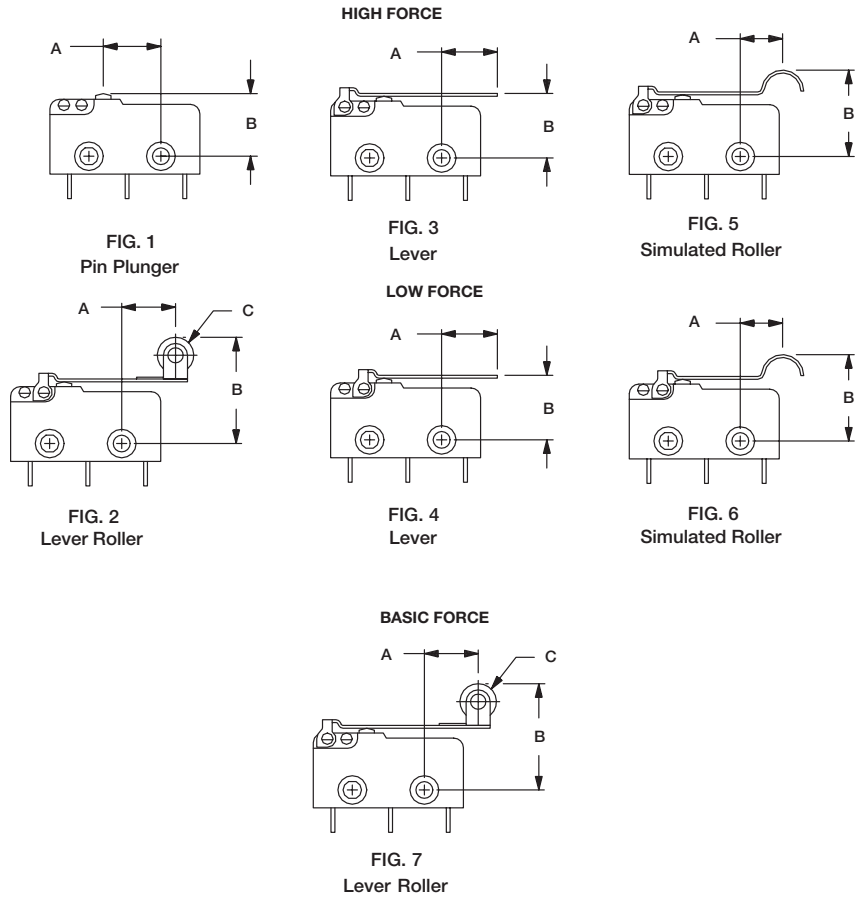 HIGH FORCE
A
B
FIG. 1
Pin Plunger
A
B
FIG. 3
Lever
A
B
FIG. 5
Simulated Roller
LOW FORCE
A
C
B
FIG. 2
Lever Roller
A
B
FIG. 4
Lever
A
B
FIG. 6
Simulated Roller
BASIC FORCE
A
C
B
FIG. 7
Lever Roller